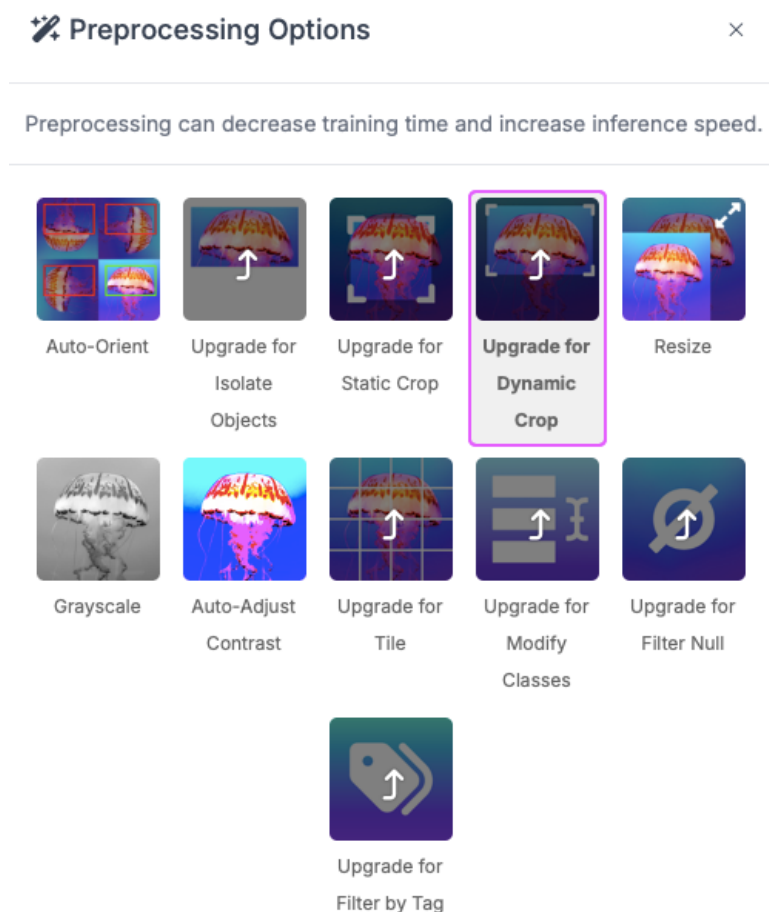 Preprocessing Options
Preprocessing can decrease training time and increase inference speed.
Auto-Orient
Upgrade for
Isolate
Objects
Upgrade for
Static Crop
Upgrade for
Dynamic
Crop
Resize
Grayscale
Auto-Adjust
Contrast
Upgrade for
Tile
Upgrade for
Modify
Classes
Upgrade for
Filter Null
Upgrade for
Filter by Tag